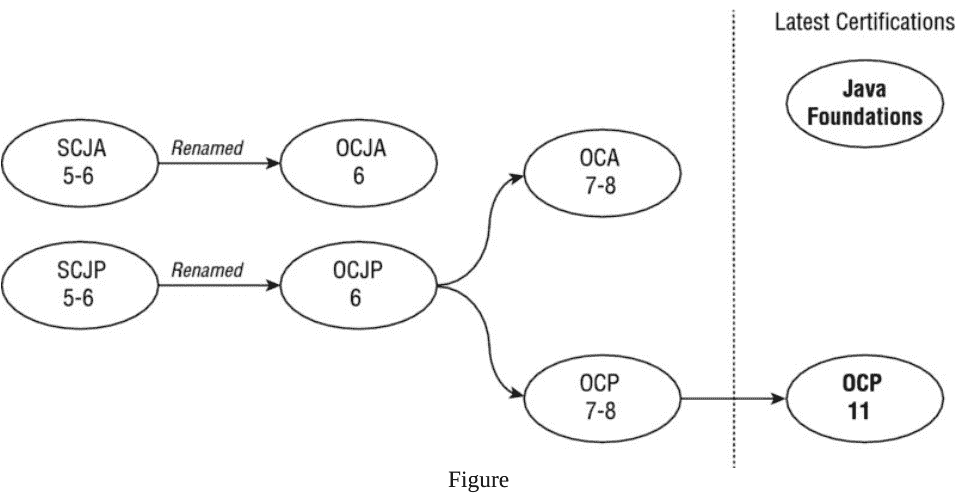 Latest Certifications
Java
Foundations
SCJA
5-6
Renamed
OCJA
6
OCA
7-8
SCJP
5-6
Renamed
OCJP
6
OCP
7-8
OCP
11
Figure